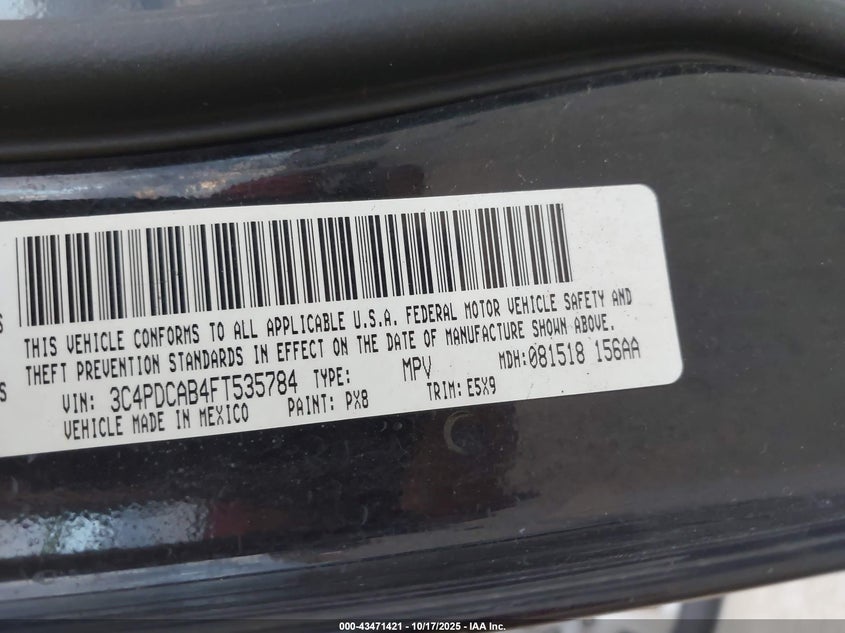 THIS VEHICLE CONFORMS TO ALL APPLICABLE U.S.A. FEDERAL MOTOR VEHICLE SAFETY AND
THEFT PREVENTION STANDARDS IN EFFECT ON THE DATE OF MANUFACTURE SHOWN ABOVE.
VIN: 3C4PDCAB4FT535784 TYPE: MPV MDH: 081518 156AA
VEHICLE MADE IN MEXICO PAINT: PX8 TRIM: E5X9
000-43471421 - 10/17/2025 - IAA Inc.